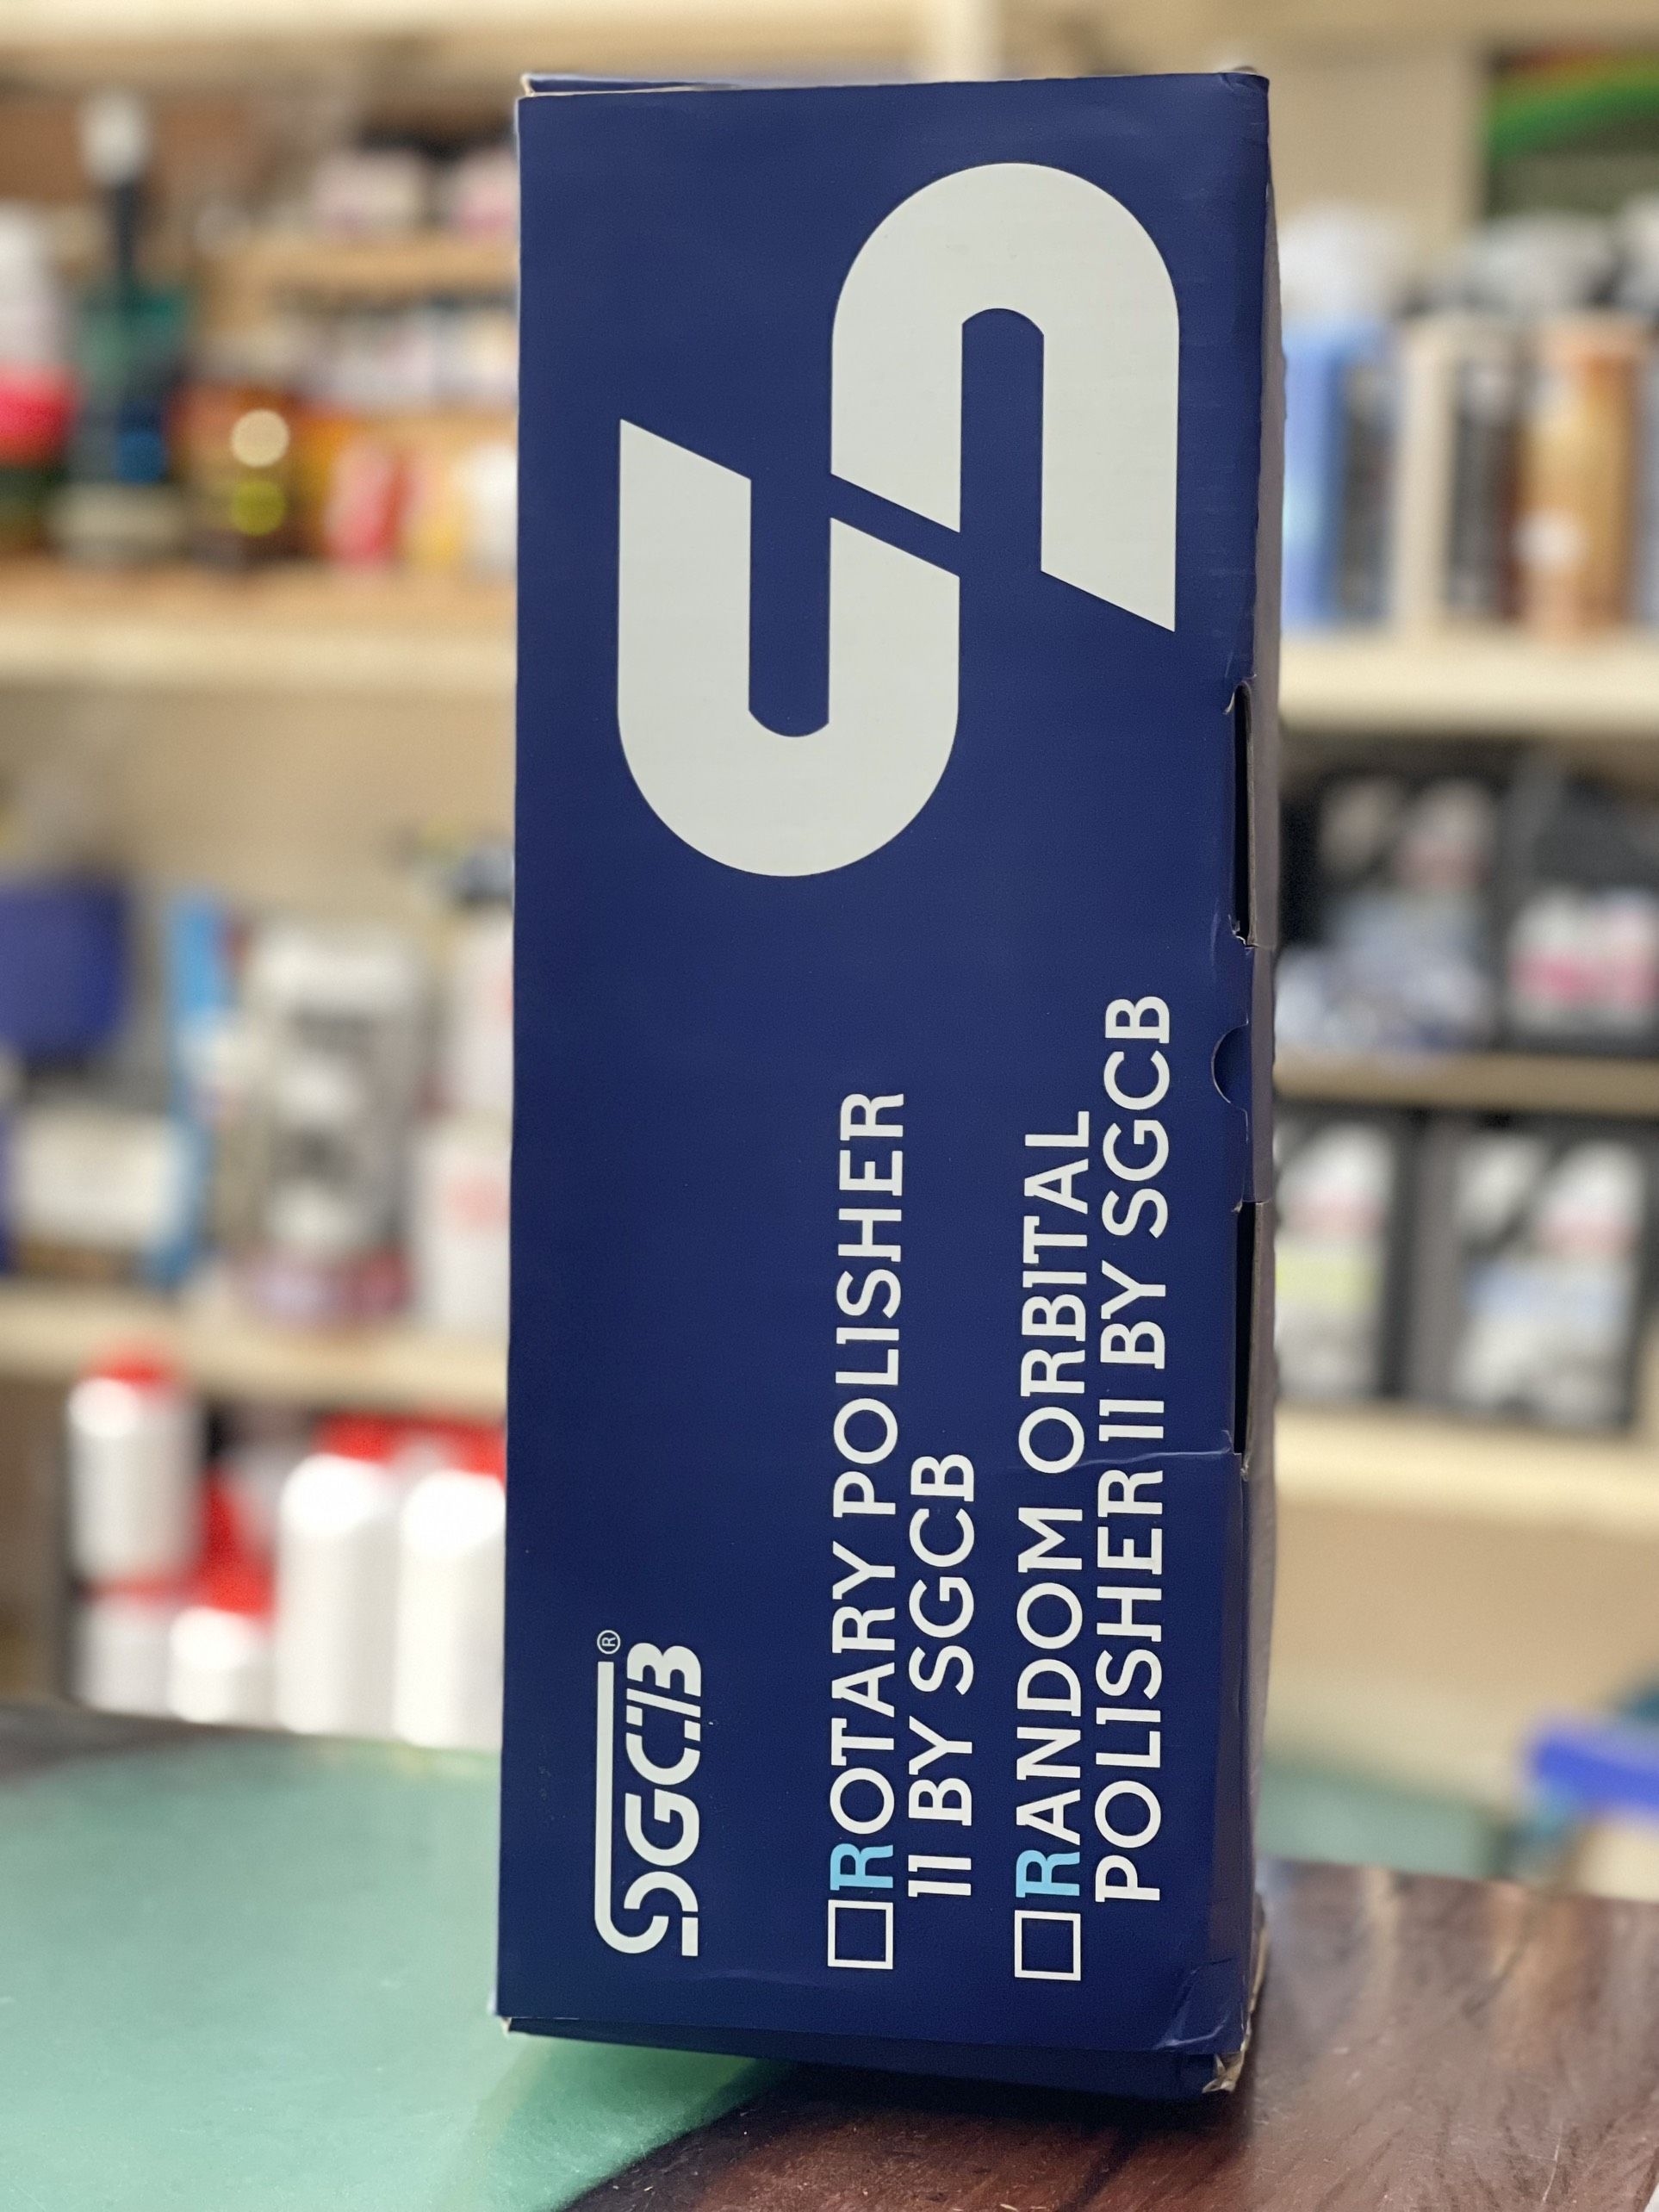 SGCB®
ROTARY POLISHER
II BY SGCB
RANDOM ORBITAL
POLISHER II BY SGCB